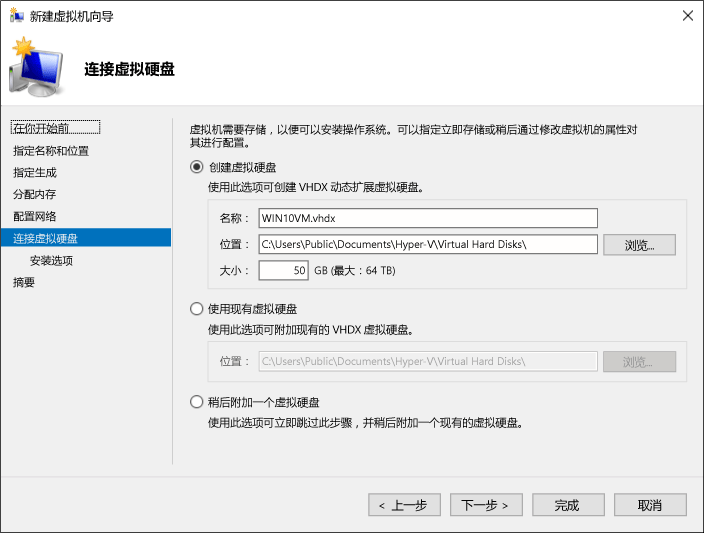 新建虚拟机向导
连接虚拟硬盘
在你开始前
指定名称和位置
指定生成
分配内存
配置网络
连接虚拟硬盘
安装选项
摘要
虚拟机需要存储，以便可以安装操作系统。可以指定立即存储或稍后通过修改虚拟机的属性对
其进行配置。
创建虚拟硬盘
使用此选项可创建 VHDX 动态扩展虚拟硬盘。
名称： WIN10VM.vhdx
位置： C:\Users\Public\Documents\Hyper-V\Virtual Hard Disks\ 浏览...
大小： 50 GB (最大：64 TB)
使用现有虚拟硬盘
使用此选项可附加现有的 VHDX 虚拟硬盘。
位置： C:\Users\Public\Documents\Hyper-V\Virtual Hard Disks\ 浏览...
稍后附加一个虚拟硬盘
使用此选项可立即跳过此步骤，并稍后附加一个现有的虚拟硬盘。
< 上一步 下一步 > 完成 取消